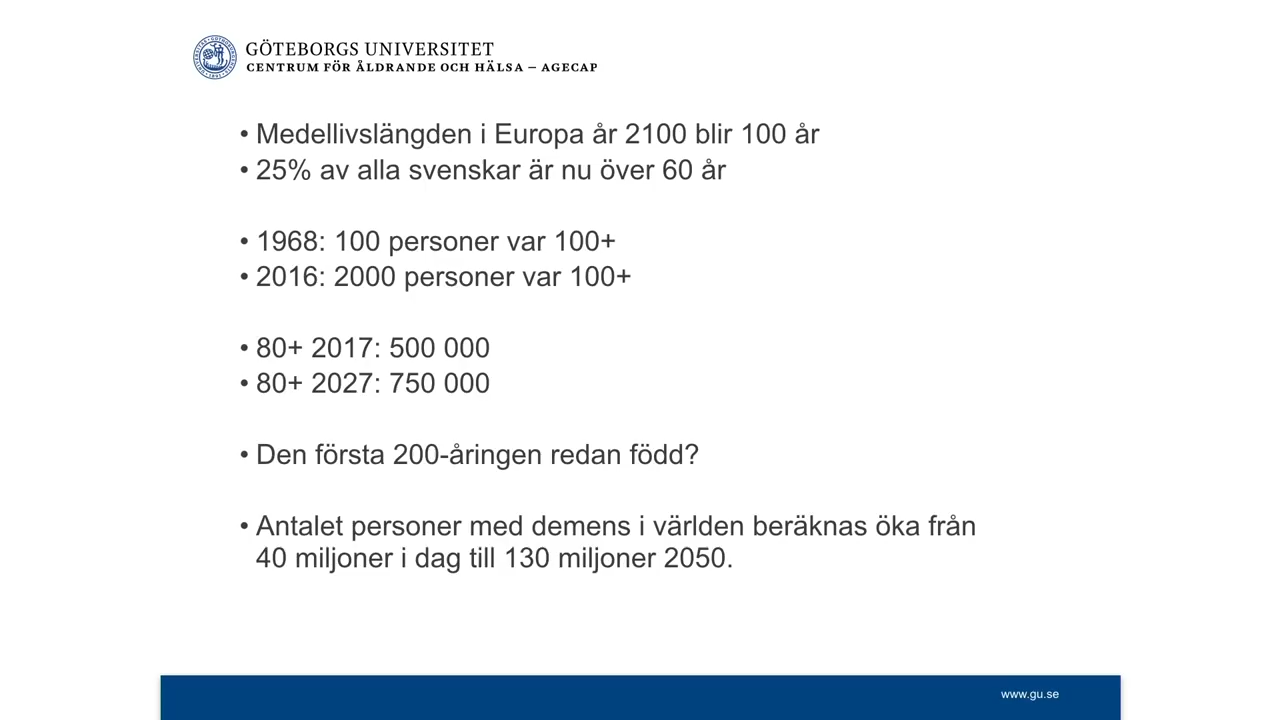 GÖTEBORGS UNIVERSITET
CENTRUM FÖR ÅLDRANDE OCH HÄLSA – AGECAP
• Medellivslängden i Europa år 2100 blir 100 år
• 25% av alla svenskar är nu över 60 år
• 1968: 100 personer var 100+
• 2016: 2000 personer var 100+
• 80+ 2017: 500 000
• 80+ 2027: 750 000
• Den första 200-åringen redan född?
• Antalet personer med demens i världen beräknas öka från
40 miljoner i dag till 130 miljoner 2050.
www.gu.se